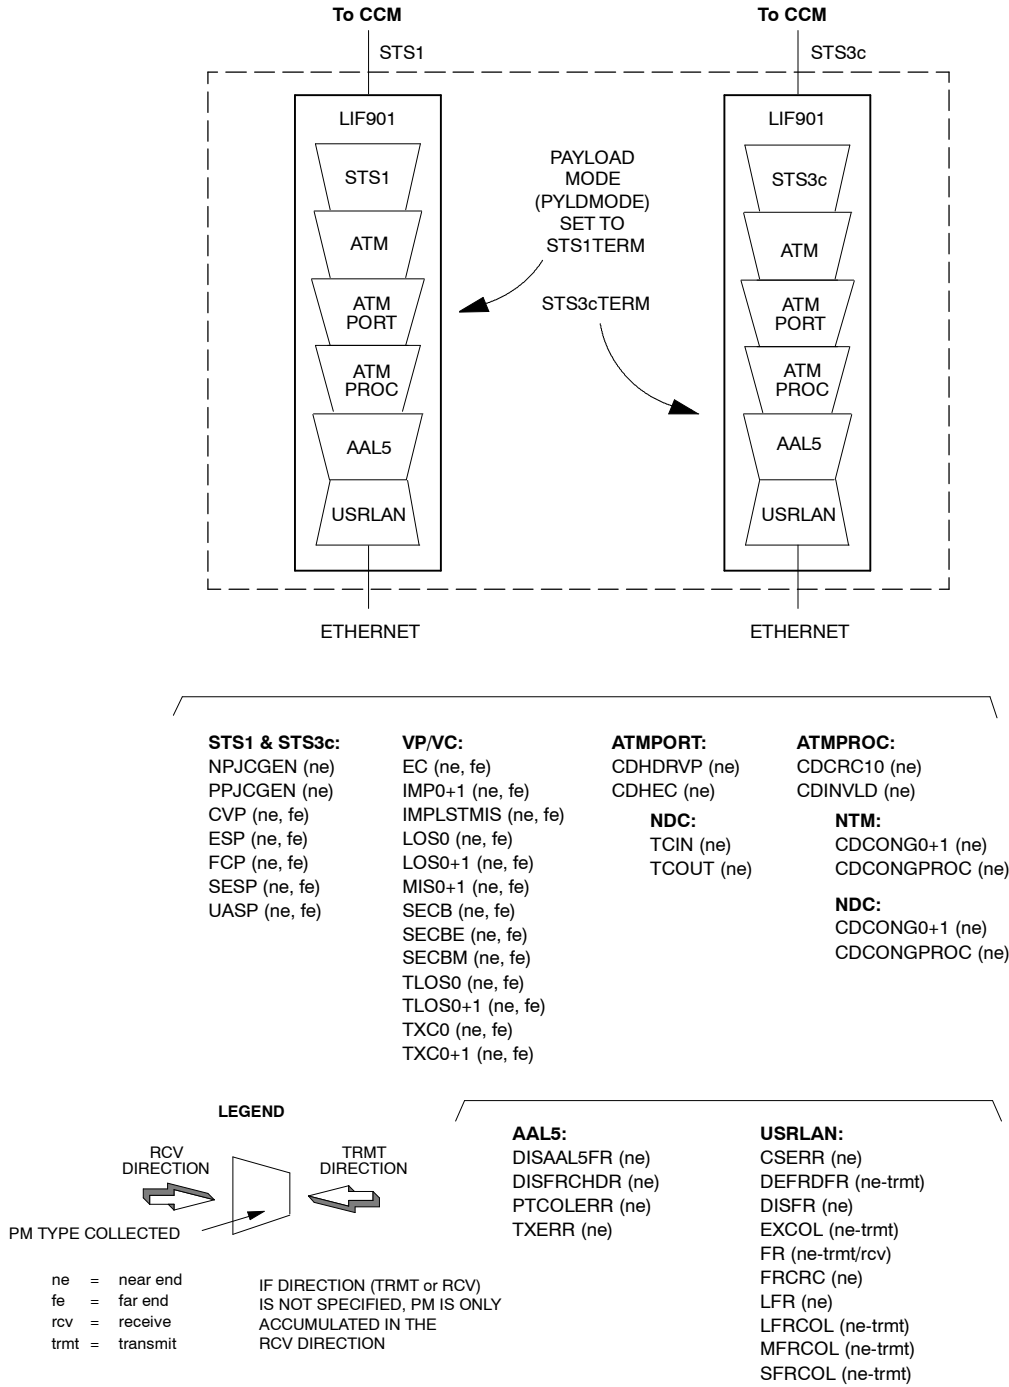 To CCM
STS1
LIF901
STS1
ATM
ATM
PORT
ATM
PROC
AAL5
USRLAN
ETHERNET
PAYLOAD
MODE
(PYLDMODE)
SET TO
STS1TERM
STS3cTERM
To CCM
STS3c
LIF901
STS3c
ATM
ATM
PORT
ATM
PROC
AAL5
USRLAN
ETHERNET
STS1 & STS3c:
NPJCGEN (ne)
PPJCGEN (ne)
CVP (ne, fe)
ESP (ne, fe)
FCP (ne, fe)
SESP (ne, fe)
UASP (ne, fe)
VP/VC:
EC (ne, fe)
IMP0+1 (ne, fe)
IMPLSTMIS (ne, fe)
LOS0 (ne, fe)
LOS0+1 (ne, fe)
MIS0+1 (ne, fe)
SECB (ne, fe)
SECBE (ne, fe)
SECBM (ne, fe)
TLOS0 (ne, fe)
TLOS0+1 (ne, fe)
TXC0 (ne, fe)
TXC0+1 (ne, fe)
ATMPORT:
CDHDRVP (ne)
CDHEC (ne)
NDC:
TCIN (ne)
TCOUT (ne)
ATMPROC:
CDCRC10 (ne)
CDINVLD (ne)
NTM:
CDCONG0+1 (ne)
CDCONGPROC (ne)
NDC:
CDCONG0+1 (ne)
CDCONGPROC (ne)
LEGEND
RCV
DIRECTION
TRMT
DIRECTION
PM TYPE COLLECTED
ne = near end
fe = far end
rcv = receive
trmt = transmit
IF DIRECTION (TRMT or RCV)
IS NOT SPECIFIED, PM IS ONLY
ACCUMULATED IN THE
RCV DIRECTION
AAL5:
DISAAL5FR (ne)
DISFRCHDR (ne)
PTCOLERR (ne)
TXERR (ne)
USRLAN:
CSERR (ne)
DEFRDFR (ne-trmt)
DISFR (ne)
EXCOL (ne-trmt)
FR (ne-trmt/rcv)
FRCRC (ne)
LFR (ne)
LFRCOL (ne-trmt)
MFRCOL (ne-trmt)
SFRCOL (ne-trmt)